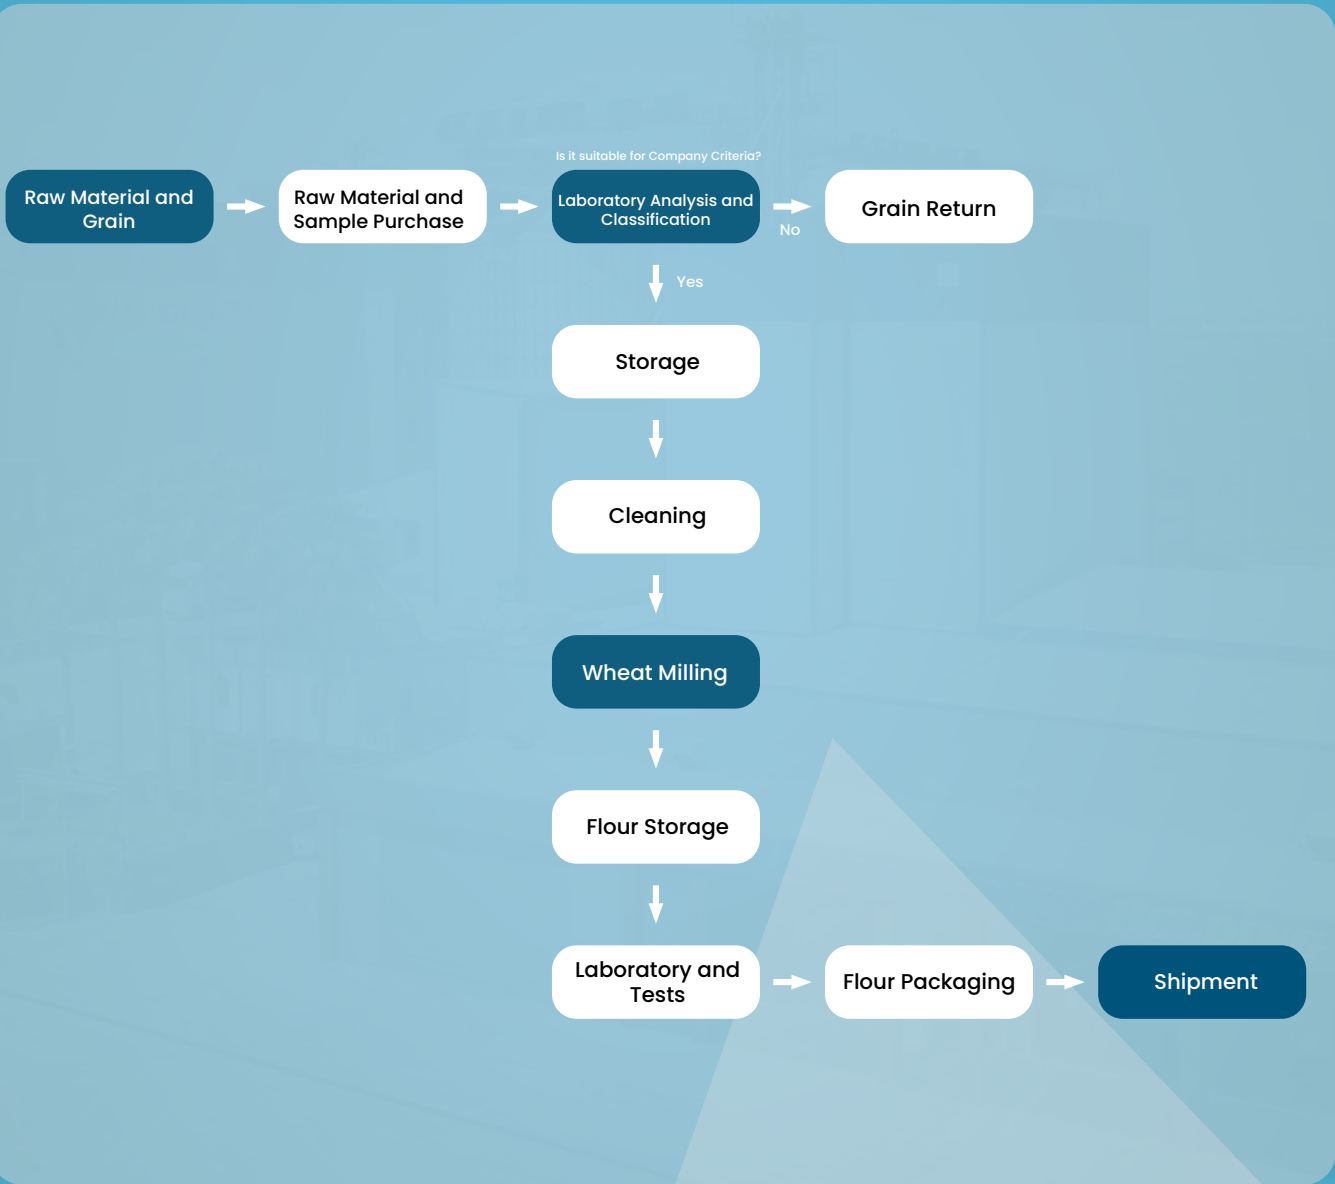 Is it suitable for Company Criteria?
Raw Material and
Grain
Raw Material and
Sample Purchase
Laboratory Analysis and
Classification
No
Grain Return
Yes
Storage
Cleaning
Wheat Milling
Flour Storage
Laboratory and
Tests
Flour Packaging
Shipment